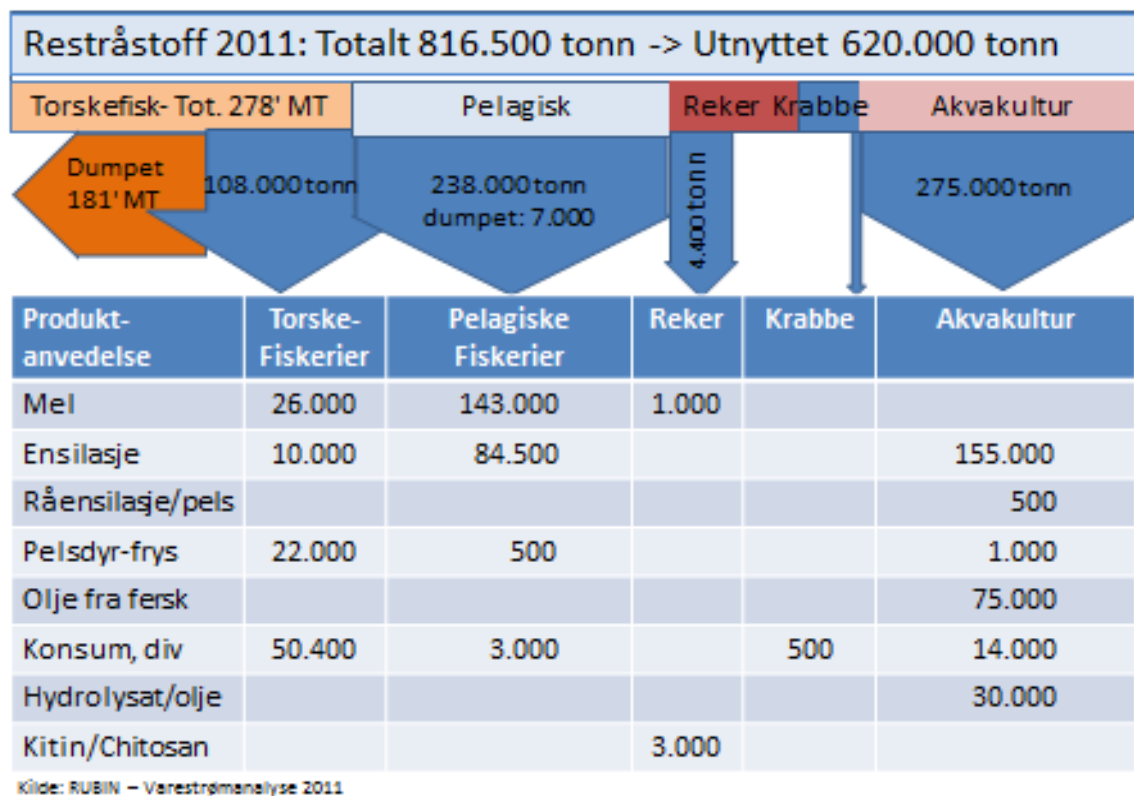 Restråstoff 2011: Totalt 816.500 tonn -> Utnyttet 620.000 tonn
Torskefisk- Tot. 278' MT Pelagisk Reker Krabbe Akvakultur
Dumpet
181' MT
108.000 tonn
238.000 tonn
dumpet: 7.000
4.400 tonn
275.000 tonn
Produkt-
anvedelse
Torske-
Fiskerier
Pelagiske
Fiskerier
Reker
Krabbe
Akvakultur
Mel 26.000 143.000 1.000
Ensilasje 10.000 84.500 155.000
Råensilasje/pels 500
Pelsdyr-frys 22.000 500 1.000
Olje fra fersk 75.000
Konsum, div 50.400 3.000 500 14.000
Hydrolysat/olje 30.000
Kitin/Chitosan 3.000
Kilde: RUBIN – Varestrømanalyse 2011